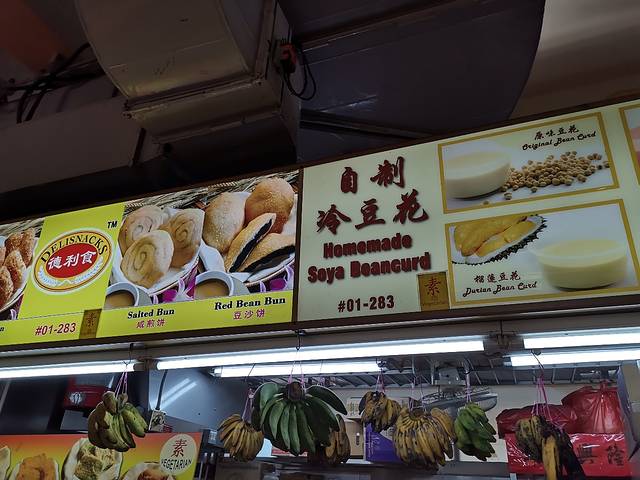 DELISNACKS
TM
德利食
#01-283
素
Salted Bun
咸煎饼
Red Bean Bun
豆沙饼
自制
冷豆花
Homemade
Soya Beancurd
#01-283
素
原味豆花
Original Bean Curd
榴莲豆花
Durian Bean Curd
素
VEGETARIAN